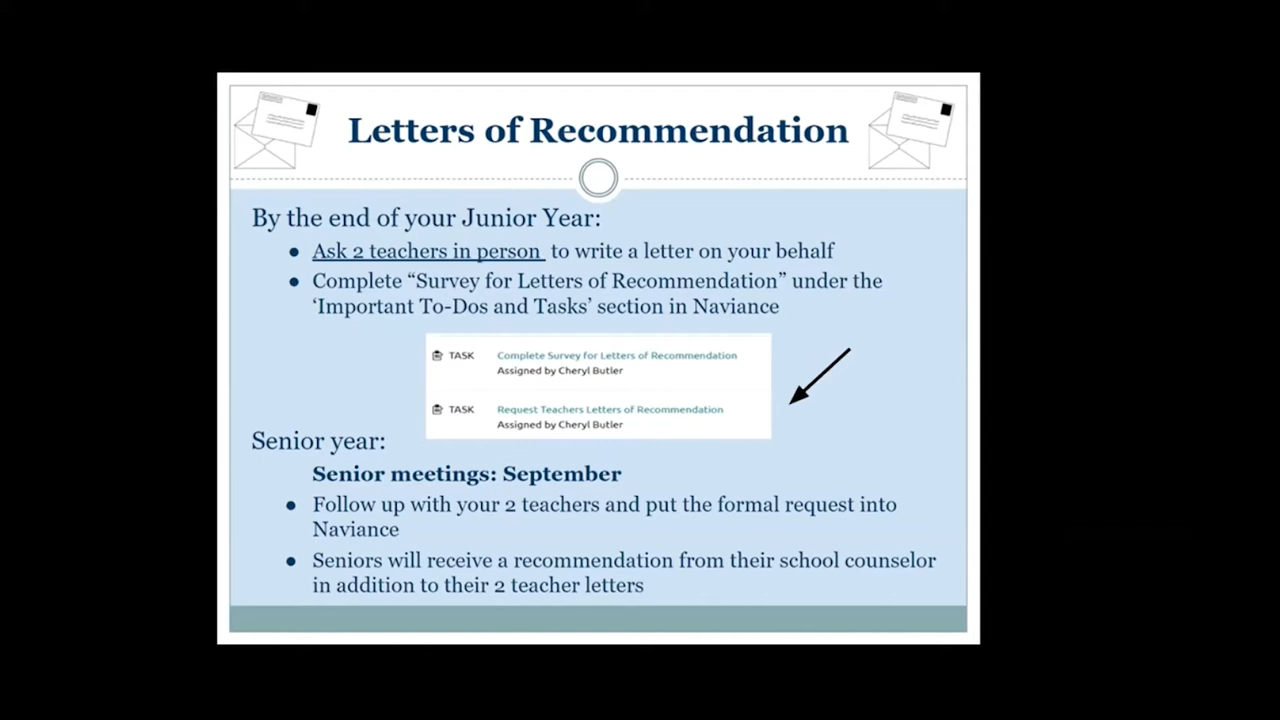 Letters of Recommendation
By the end of your Junior Year:
● Ask 2 teachers in person to write a letter on your behalf
● Complete “Survey for Letters of Recommendation” under the
‘Important To-Dos and Tasks’ section in Naviance
TASK Complete Survey for Letters of Recommendation
Assigned by Cheryl Butler
TASK Request Teachers Letters of Recommendation
Assigned by Cheryl Butler
Senior year:
Senior meetings: September
● Follow up with your 2 teachers and put the formal request into
Naviance
● Seniors will receive a recommendation from their school counselor
in addition to their 2 teacher letters